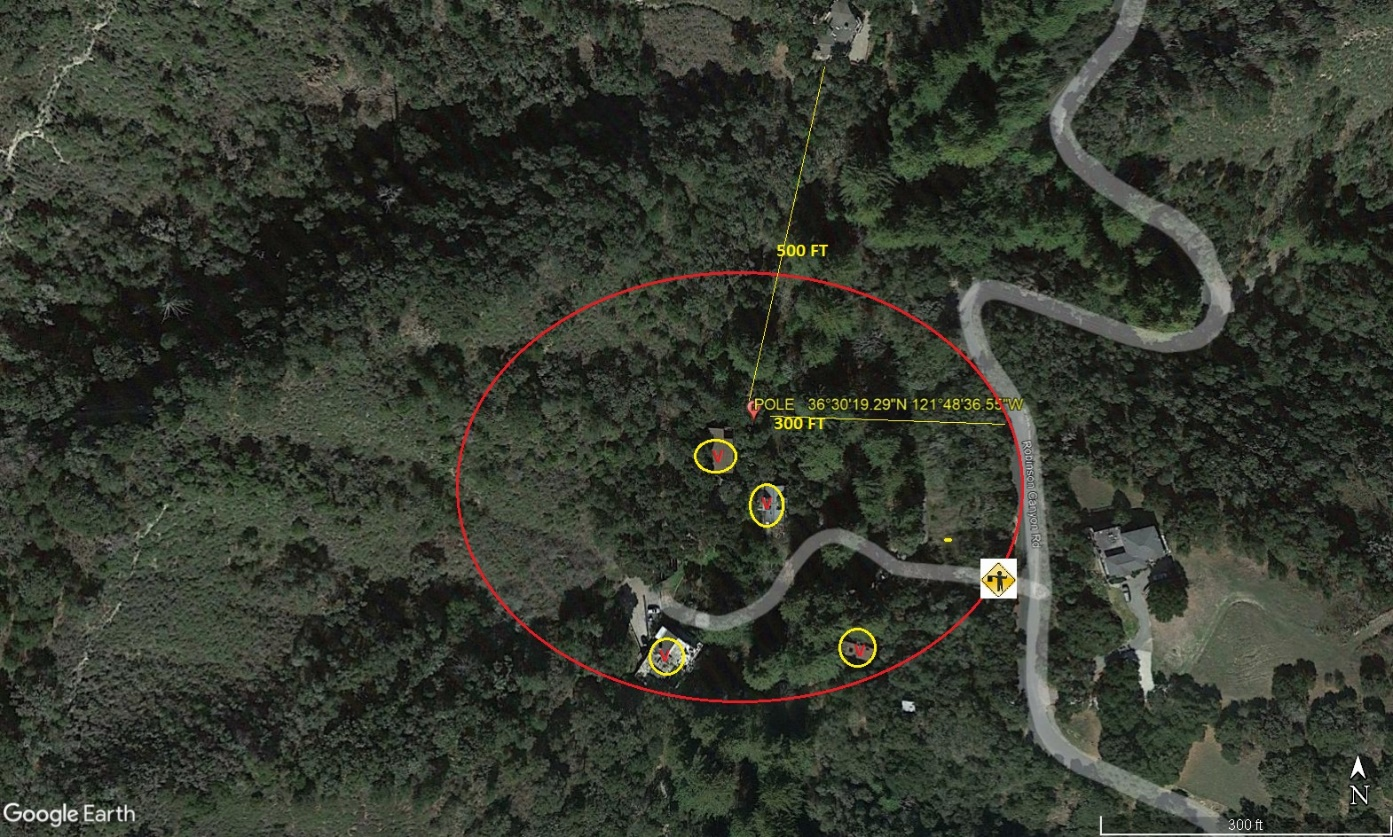 500 FT
POLE 36°30'19.29"N 121°48'36.55"W
300 FT
V
V
Robinson Canyon Rd
V
V
Google Earth
N
300 ft